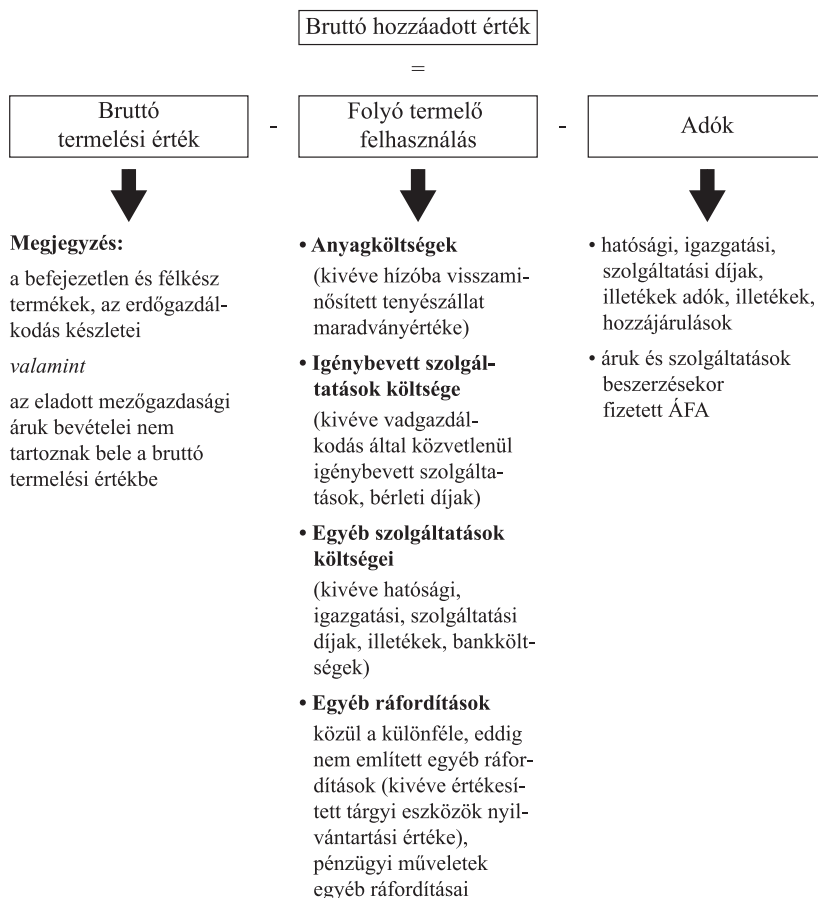 Bruttó hozzáadott érték
=
Bruttó
termelési érték
-
Folyó termelő
felhasználás
-
Adók
Megjegyzés:
a befejezetlen és félkész
termékek, az erdőgazdál-
kodás készletei
valamint
az eladott mezőgazdasági
áruk bevételei nem
tartoznak bele a bruttó
termelési értékbe
• Anyagköltségek
(kivéve hízóba visszami-
nősített tenyészállat
maradványértéke)
• Igénybevett szolgál-
tatások költsége
(kivéve vadgazdál-
kodás által közvetlenül
igénybevett szolgálta-
tások, bérleti díjak)
• Egyéb szolgáltatások
költségei
(kivéve hatósági,
igazgatási, szolgáltatási
díjak, illetékek, bankkölt-
ségek)
• Egyéb ráfordítások
közül a különféle, eddig
nem említett egyéb ráfor-
dítások (kivéve értékesí-
tett tárgyi eszközök nyil-
vántartási értéke),
pénzügyi műveletek
egyéb ráfordításai
• hatósági, igazgatási,
szolgáltatási díjak,
illetékek adók, illetékek,
hozzájárulások
• áruk és szolgáltatások
beszerzésekor
fizetett ÁFA